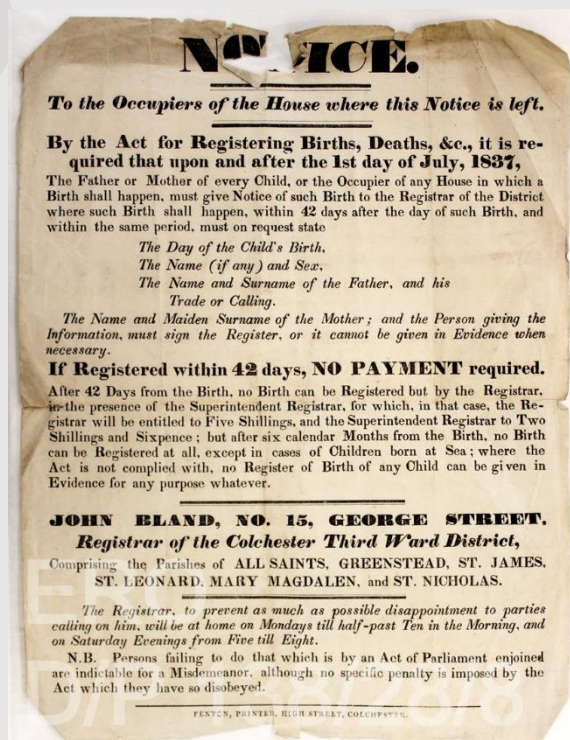 NOTICE.
To the Occupiers of the House where this Notice is left.
By the Act for Registering Births, Deaths, &c., it is re-
quired that upon and after the 1st day of July, 1837,
The Father or Mother of every Child, or the Occupier of any House in which a
Birth shall happen, must give Notice of such Birth to the Registrar of the District
where such Birth shall happen, within 42 days after the day of such Birth, and
within the same period, must on request state
The Day of the Child's Birth,
The Name (if any) and Sex,
The Name and Surname of the Father, and his
Trade or Calling.
The Name and Maiden Surname of the Mother; and the Person giving the
Information, must sign the Register, or it cannot be given in Evidence when
necessary.
If Registered within 42 days, NO PAYMENT required.
After 42 Days from the Birth, no Birth can be Registered but by the Registrar,
in the presence of the Superintendent Registrar, for which, in that case, the Re-
gistrar will be entitled to Five Shillings, and the Superintendent Registrar to Two
Shillings and Sixpence; but after six calendar Months from the Birth, no Birth
can be Registered at all, except in cases of Children born at Sea; where the
Act is not complied with, no Register of Birth of any Child can be given in
Evidence for any purpose whatever.
JOHN BLAND, NO. 15, GEORGE STREET,
Registrar of the Colchester Third Ward District,
Comprising the Parishes of ALL SAINTS, GREENSTEAD, ST. JAMES,
ST. LEONARD, MARY MAGDALEN, and ST. NICHOLAS.
The Registrar, to prevent as much as possible disappointment to parties
calling on him, will be at home on Mondays till half-past Ten in the Morning, and
on Saturday Evenings from Five till Eight.
N.B. Persons failing to do that which is by an Act of Parliament enjoined
are indictable for a Misdemeanor, although no specific penalty is imposed by the
Act which they have so disobeyed.
FENTON, PRINTER, HIGH STREET, COLCHESTER.
ERO